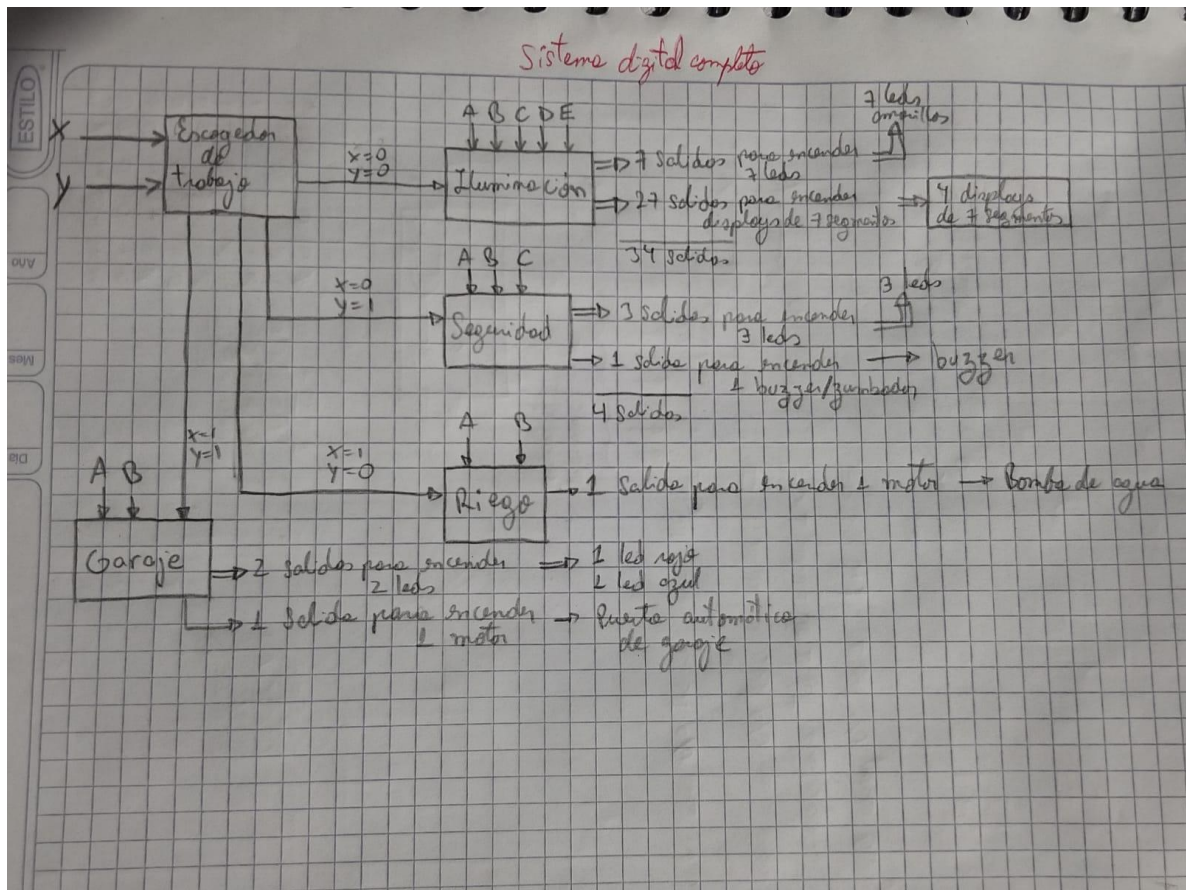 Sistema digital completo
ESTILO
Año
Mes
Día
X
Y
Escogedor
de
trabajo
x=0
y=0
A B C D E
Iluminación
7 salidas para encender
7 leds
7 leds
amarillos
27 salidas para encender
displays de 7 segmentos
4 displays
de 7 segmentos
34 salidas
x=0
y=1
A B C
Seguridad
3 salidas para encender
3 leds
3 leds
1 salida para encender
1 buzzer/zumbador
buzzer
4 salidas
x=1
y=0
A B
Riego
1 salida para encender 1 motor
Bomba de agua
x=1
y=1
A B
Garaje
2 salidas para encender
2 leds
1 led rojo
1 led azul
1 salida para encender
1 motor
Puerta automática
de garaje